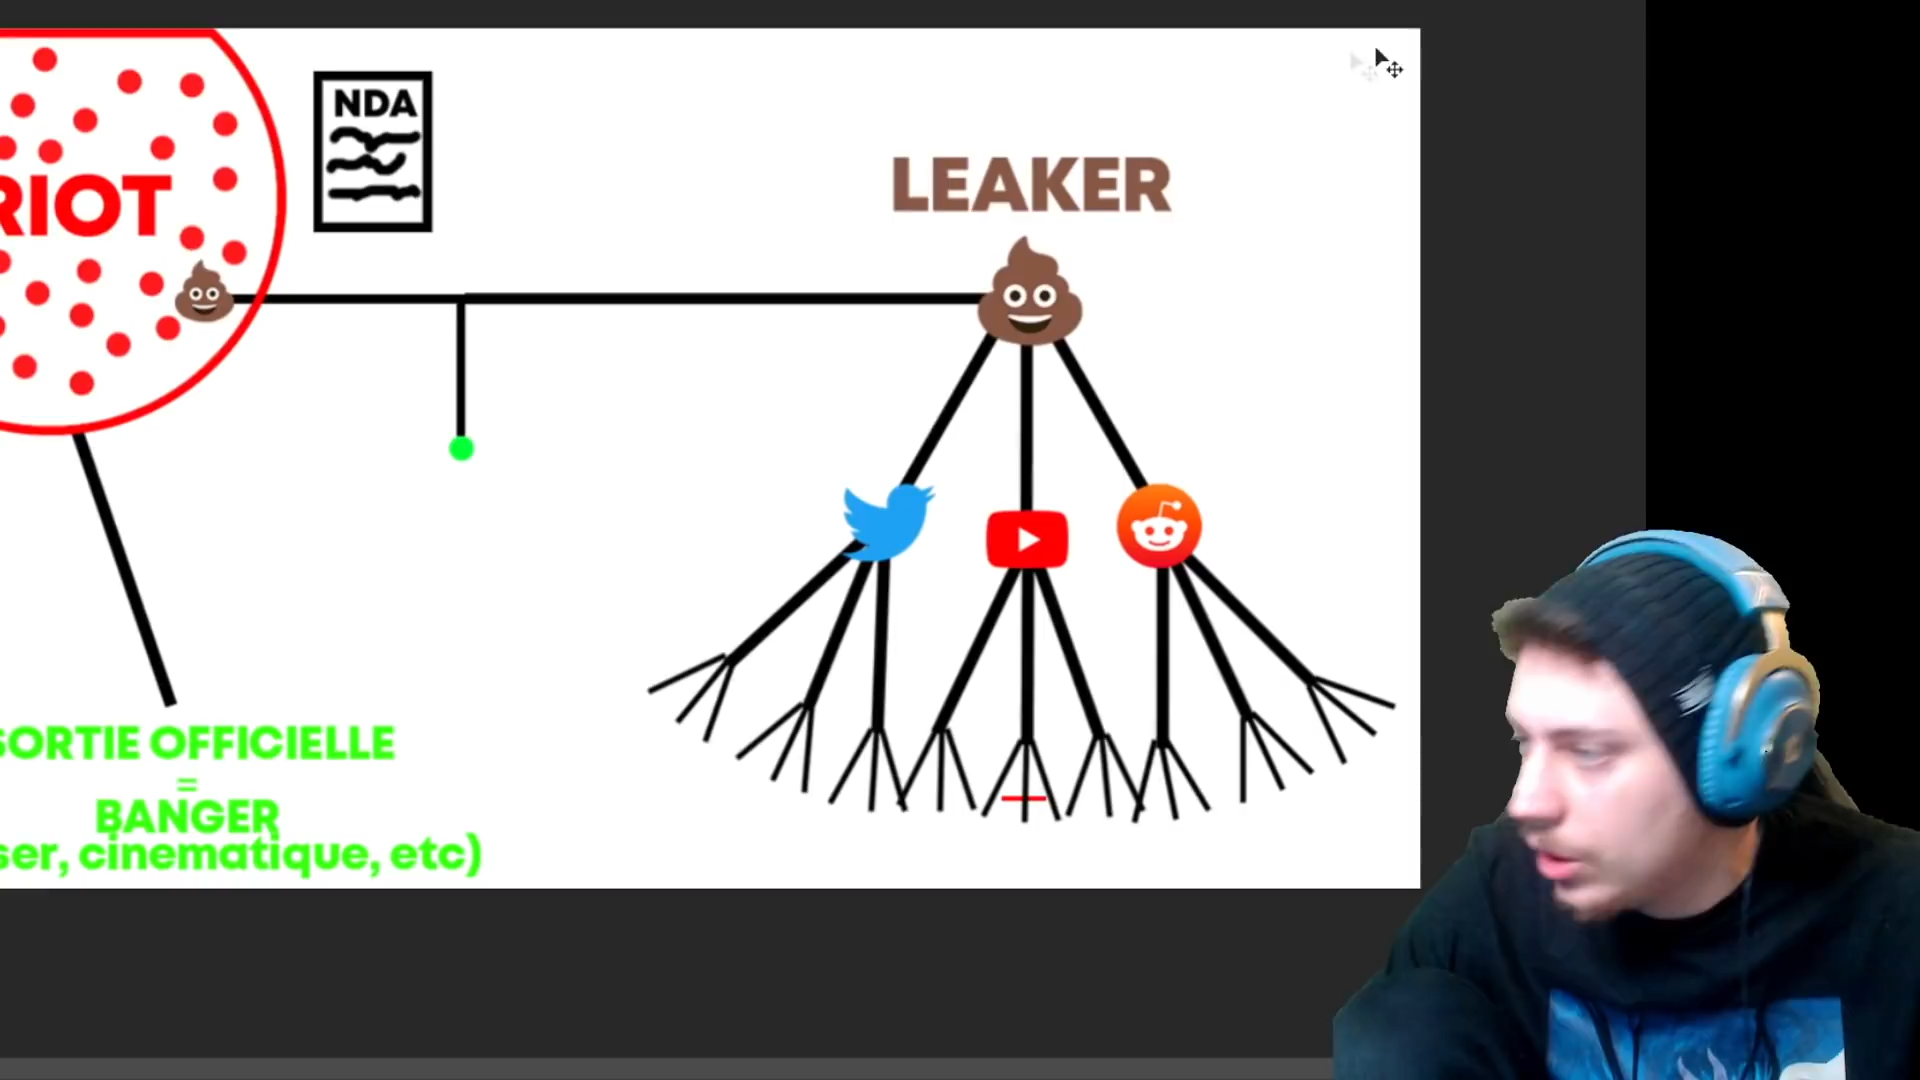 NDA
LEAKER
RIOT
SORTIE OFFICIELLE
=
BANGER
ser, cinematique, etc)